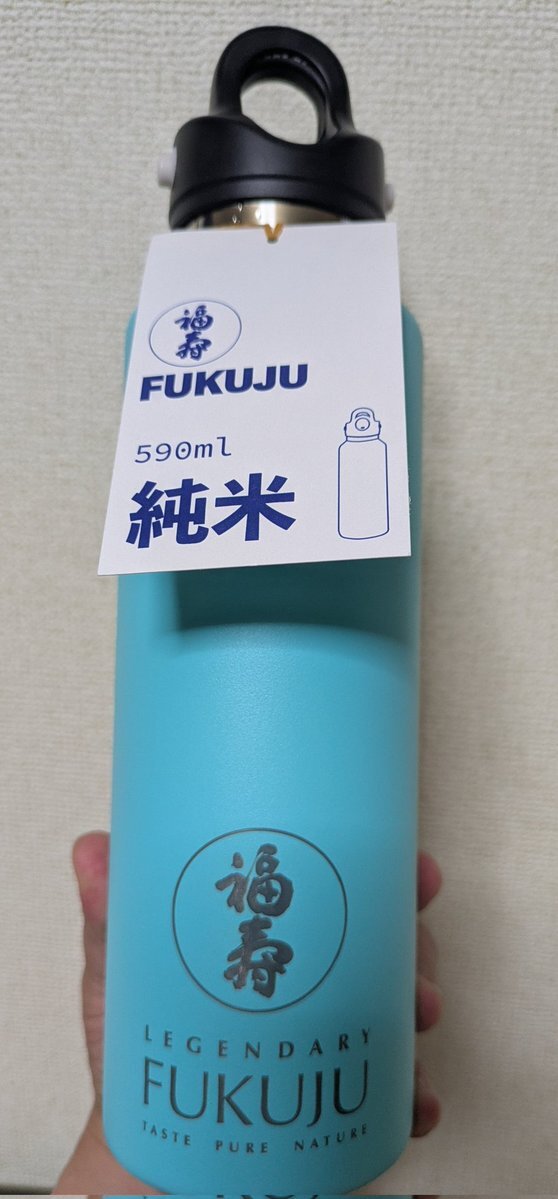 福
寿
FUKUJU
590ml
純米
福
寿
LEGENDARY
FUKUJU
TASTE PURE NATURE